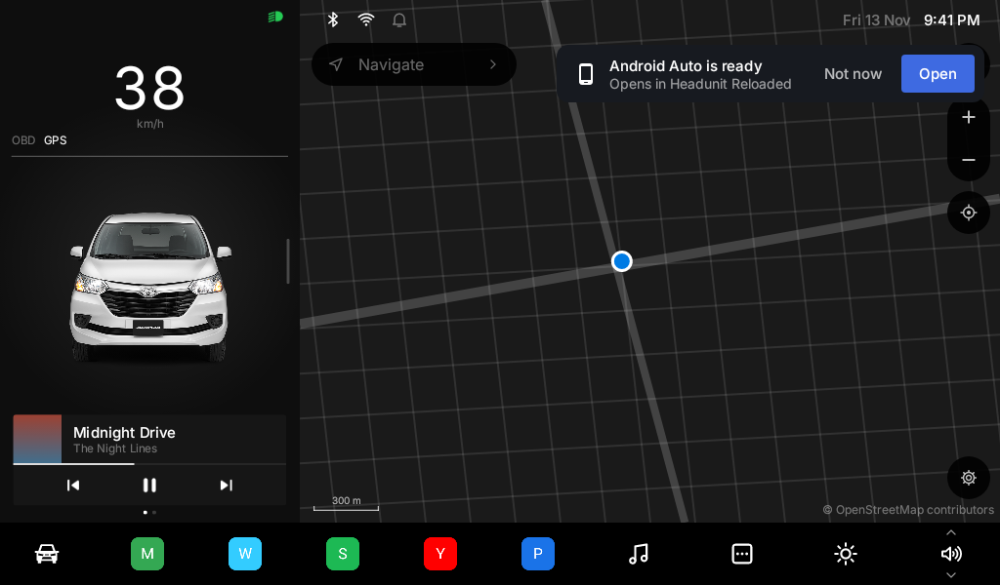 Fri 13 Nov 9:41 PM
38
km/h
OBD GPS
Navigate
Android Auto is ready
Opens in Headunit Reloaded
Not now
Open
+
−
Midnight Drive
The Night Lines
300 m
© OpenStreetMap contributors
M
W
S
Y
P